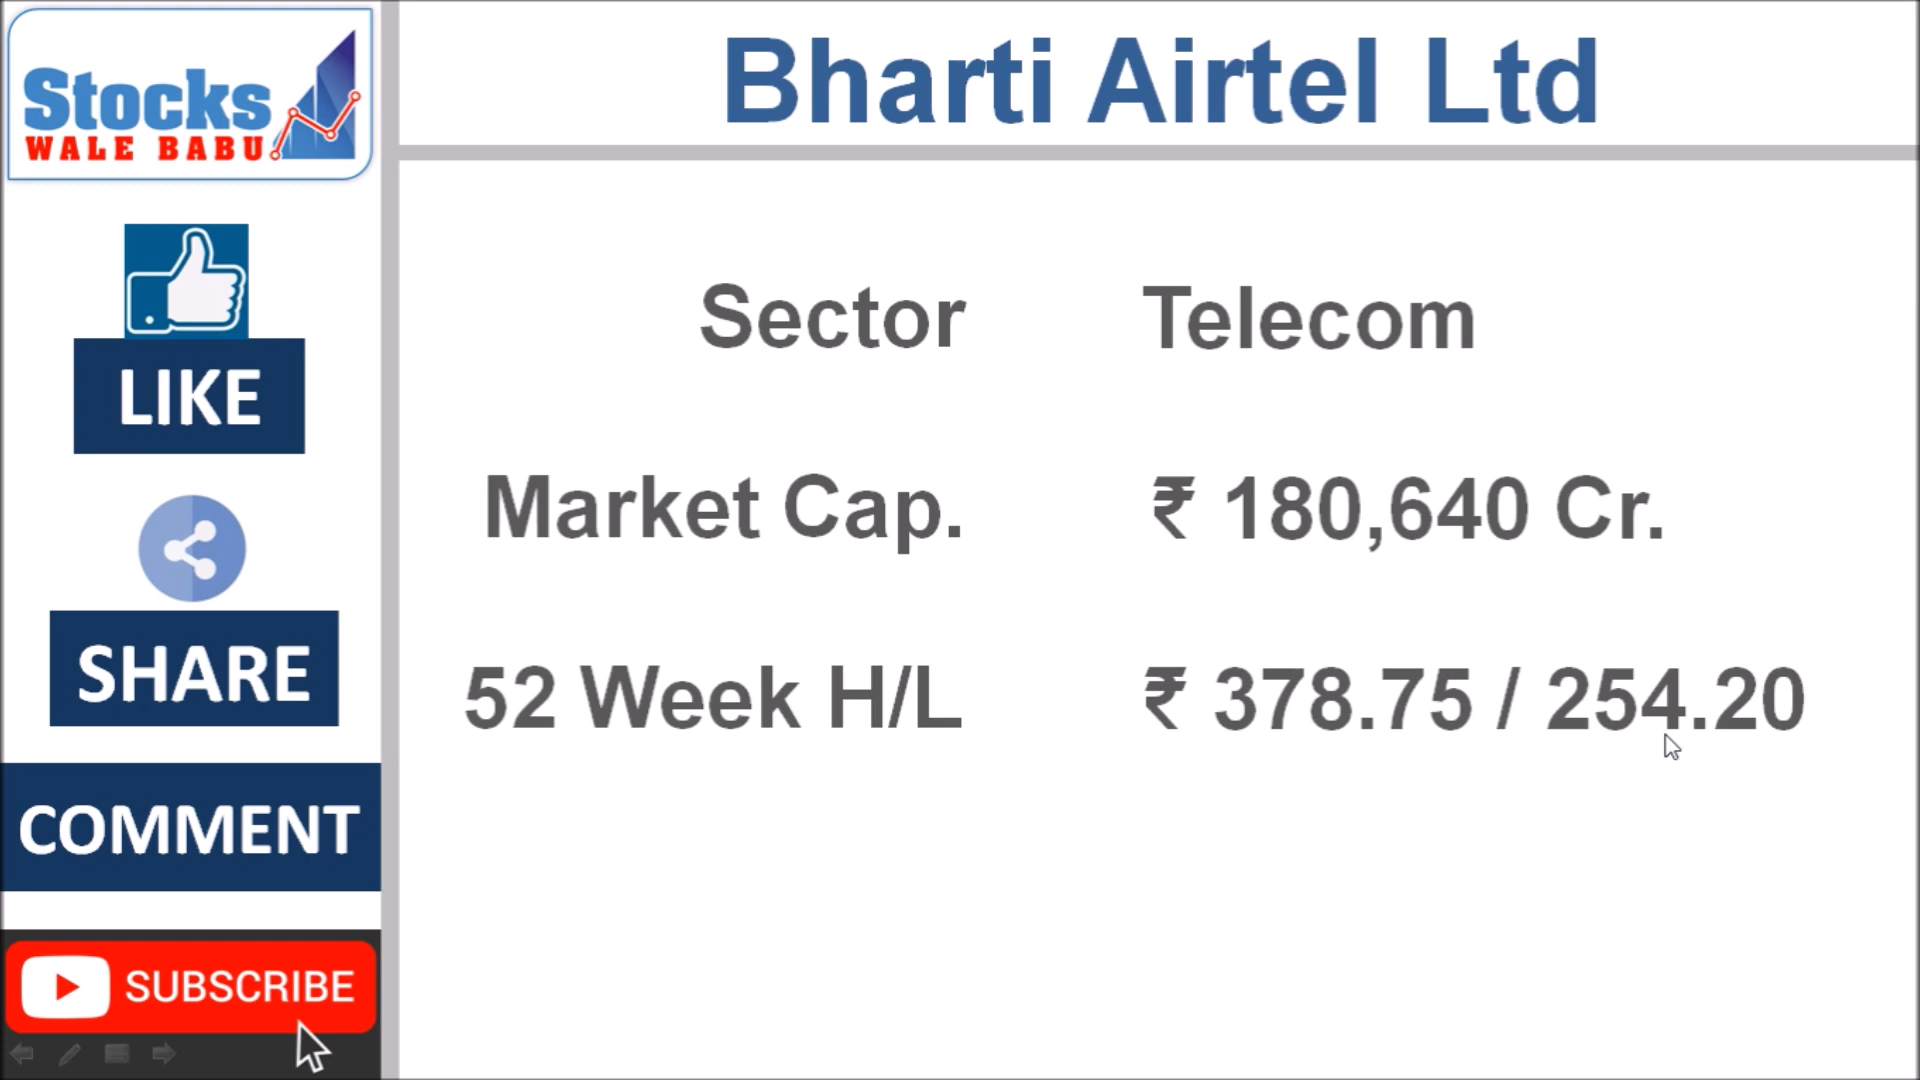 Stocks
WALE BABU
LIKE
SHARE
COMMENT
SUBSCRIBE
Bharti Airtel Ltd
Sector Telecom
Market Cap. ₹ 180,640 Cr.
52 Week H/L ₹ 378.75 / 254.20